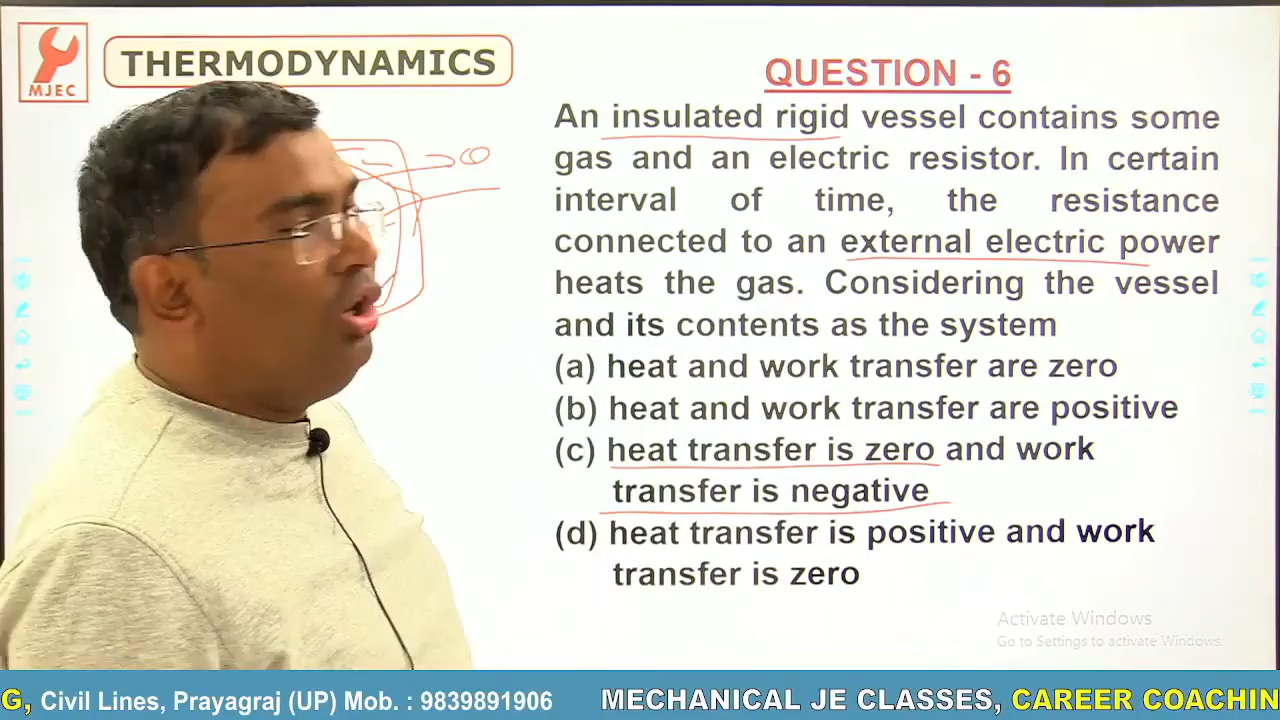 MJEC
THERMODYNAMICS
QUESTION - 6
An insulated rigid vessel contains some
gas and an electric resistor. In certain
interval of time, the resistance
connected to an external electric power
heats the gas. Considering the vessel
and its contents as the system
(a) heat and work transfer are zero
(b) heat and work transfer are positive
(c) heat transfer is zero and work
transfer is negative
(d) heat transfer is positive and work
transfer is zero
Activate Windows
Go to Settings to activate Windows.
G, Civil Lines, Prayagraj (UP) Mob. : 9839891906 MECHANICAL JE CLASSES, CAREER COACHIN